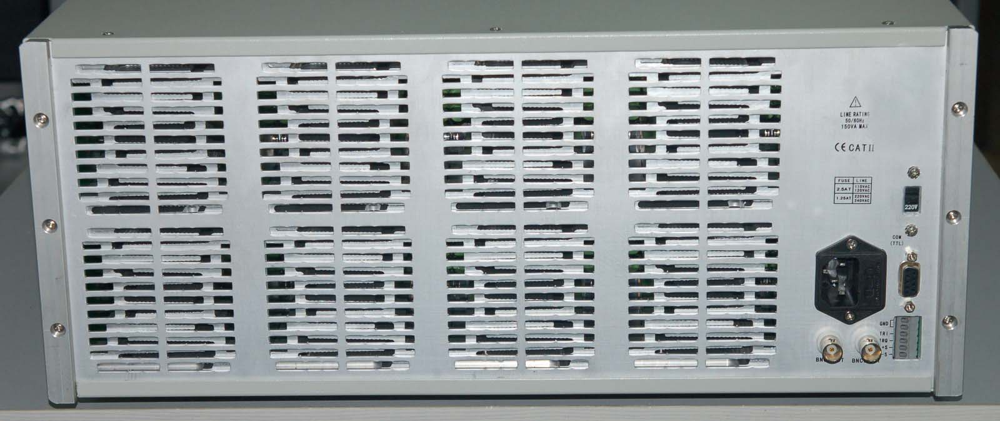 LINE RATING
50/60Hz
150VA MAX
CE CAT II
FUSE LINE
2.5AT 110VAC
120VAC
1.25AT 220VAC
240VAC
220V
COM
(TTL)
GND
TRI
TRQ
+S
-S